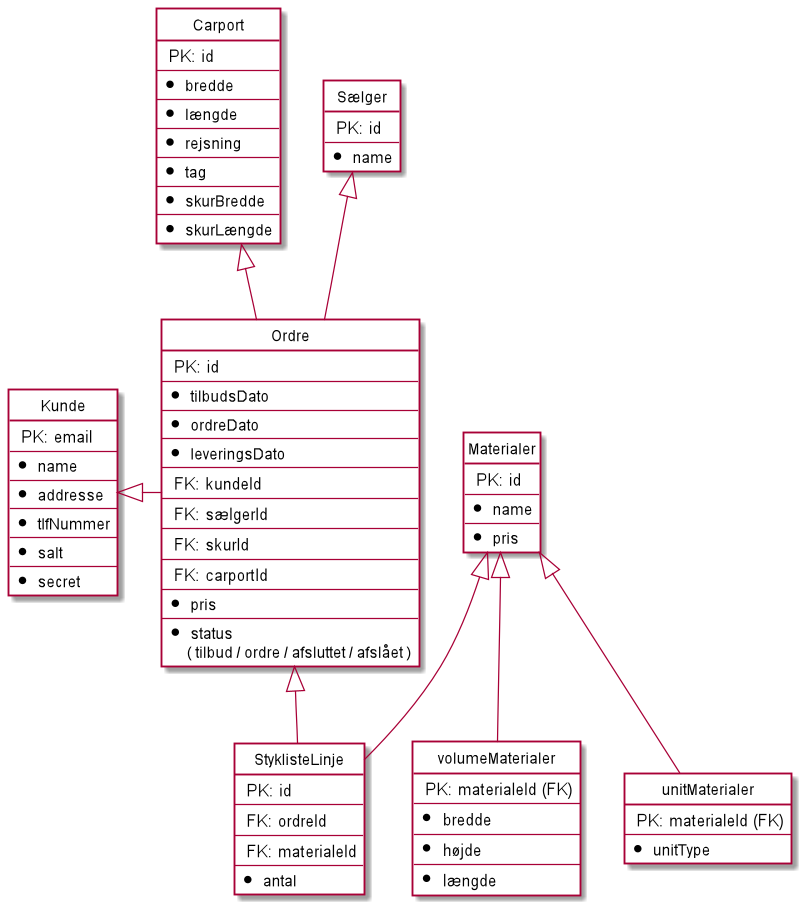 Carport
PK: id
bredde
længde
rejsning
tag
skurBredde
skurLængde
Sælger
PK: id
name
Ordre
PK: id
tilbudsDato
ordreDato
leveringsDato
FK: kundeId
FK: sælgerId
FK: skurId
FK: carportId
pris
status
( tilbud / ordre / afsluttet / afslået )
Kunde
PK: email
name
addresse
tlfNummer
salt
secret
Materialer
PK: id
name
pris
StyklisteLinje
PK: id
FK: ordreId
FK: materialeId
antal
volumeMaterialer
PK: materialeId (FK)
bredde
højde
længde
unitMaterialer
PK: materialeId (FK)
unitType